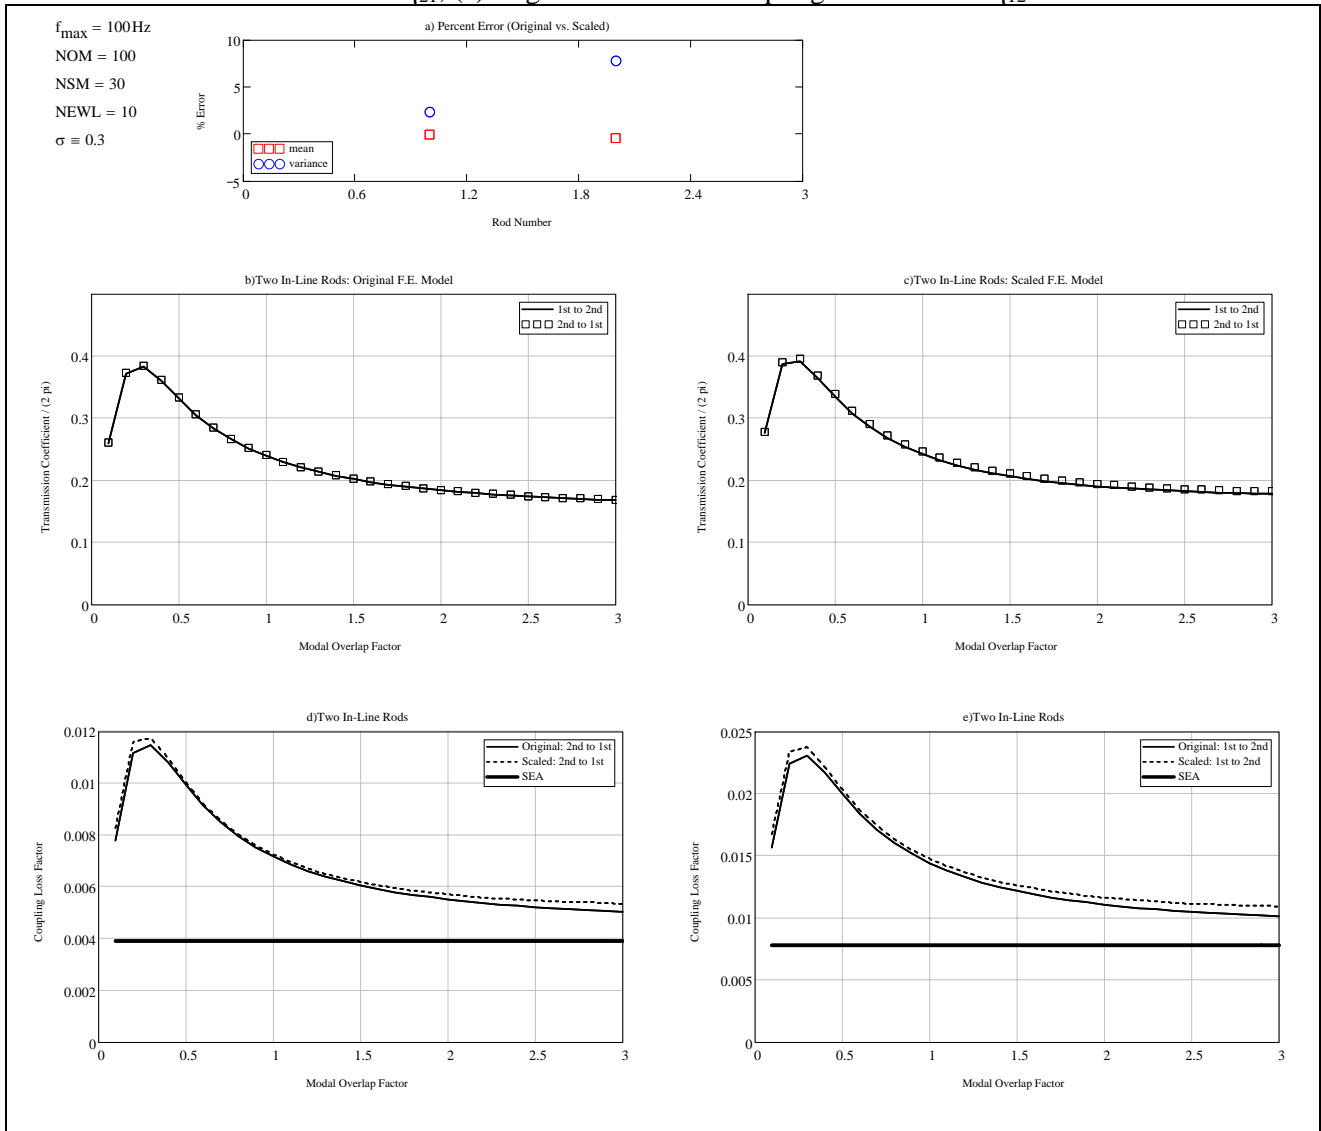 f_max = 100Hz
NOM = 100
NSM = 30
NEWL = 10
σ ≡ 0.3
a) Percent Error (Original vs. Scaled)
10
5
0
−5
% Error
mean
variance
0 0.6 1.2 1.8 2.4 3
Rod Number
b)Two In-Line Rods: Original F.E. Model
1st to 2nd
2nd to 1st
0.4
0.3
0.2
0.1
0
Transmission Coefficient / (2 pi)
0 0.5 1 1.5 2 2.5 3
Modal Overlap Factor
c)Two In-Line Rods: Scaled F.E. Model
1st to 2nd
2nd to 1st
0.4
0.3
0.2
0.1
0
Transmission Coefficient / (2 pi)
0 0.5 1 1.5 2 2.5 3
Modal Overlap Factor
d)Two In-Line Rods
Original: 2nd to 1st
Scaled: 2nd to 1st
SEA
0.012
0.01
0.008
0.006
0.004
0.002
0
Coupling Loss Factor
0 0.5 1 1.5 2 2.5 3
Modal Overlap Factor
e)Two In-Line Rods
Original: 1st to 2nd
Scaled: 1st to 2nd
SEA
0.025
0.02
0.015
0.01
0.005
0
Coupling Loss Factor
0 0.5 1 1.5 2 2.5 3
Modal Overlap Factor